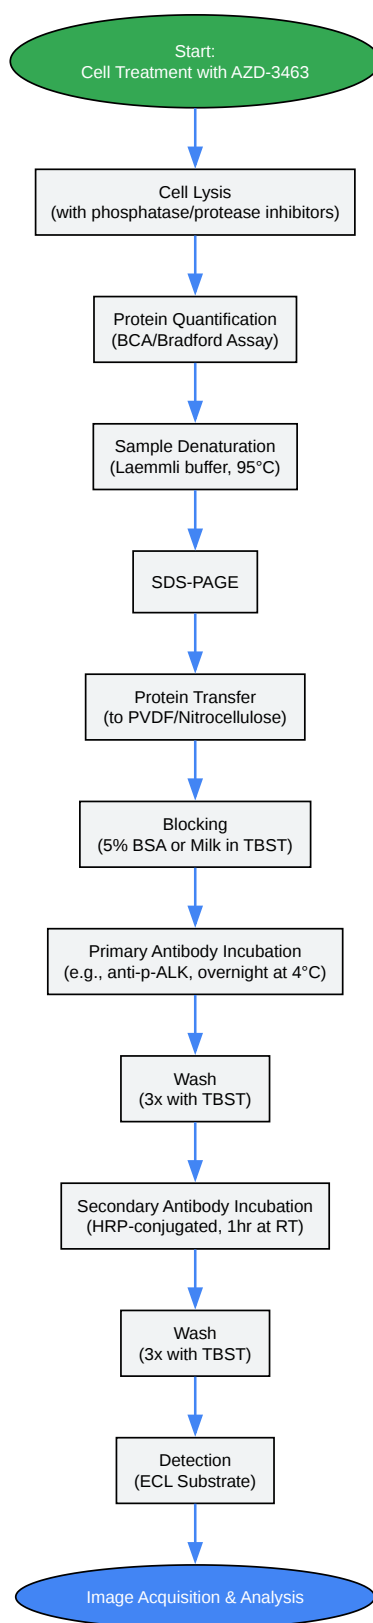 Start:
Cell Treatment with AZD-3463
Cell Lysis
(with phosphatase/protease inhibitors)
Protein Quantification
(BCA/Bradford Assay)
Sample Denaturation
(Laemmli buffer, 95°C)
SDS-PAGE
Protein Transfer
(to PVDF/Nitrocellulose)
Blocking
(5% BSA or Milk in TBST)
Primary Antibody Incubation
(e.g., anti-p-ALK, overnight at 4°C)
Wash
(3x with TBST)
Secondary Antibody Incubation
(HRP-conjugated, 1hr at RT)
Wash
(3x with TBST)
Detection
(ECL Substrate)
Image Acquisition & Analysis